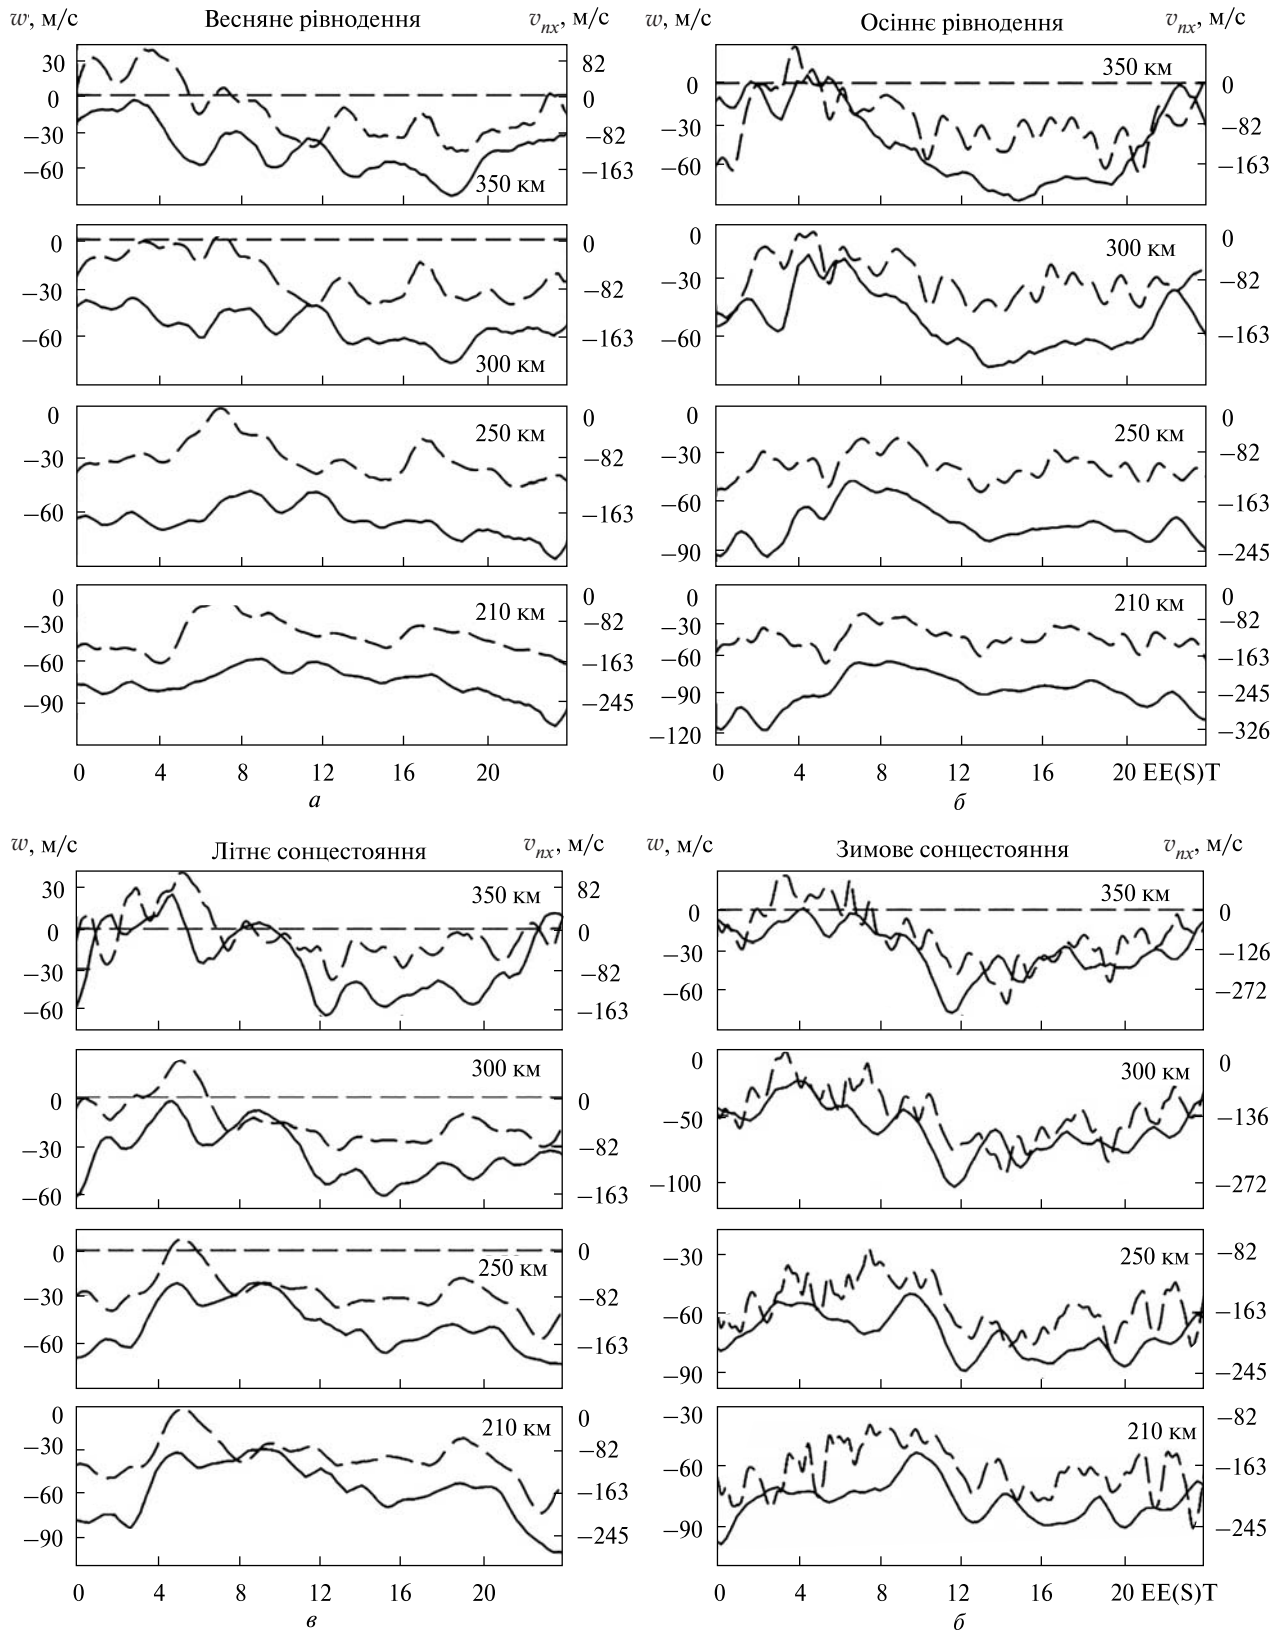 w, м/с Весняне рівнодення vnx, м/с
30 82
0 0
−30 −82
−60 −163
350 км
0 0
−30 −82
−60 −163
300 км
0 0
250 км
−30 −82
−60 −163
0 0
210 км
−30 −82
−60 −163
−90 −245
0 4 8 12 16 20
а
w, м/с Осіннє рівнодення vnx, м/с
350 км
0 0
−30 −82
−60 −163
0 0
300 км
−30 −82
−60 −163
0
250 км
−30 −82
−60 −163
−90 −245
0 0
210 км
−30 −82
−60 −163
−90 −245
−120 −326
0 4 8 12 16 20 EE(S)T
б
w, м/с Літнє сонцестояння vnx, м/с
30 350 км 82
0 0
−30 −82
−60 −163
300 км
0 0
−30 −82
−60 −163
0 0
250 км
−30 −82
−60 −163
0 0
210 км
−30 −82
−60 −163
−90 −245
0 4 8 12 16 20
в
w, м/с Зимове сонцестояння vnx, м/с
350 км
0 0
−30 −126
−60 −272
0 0
300 км
−50 −136
−100 −272
−30 250 км −82
−60 −163
−90 −245
−30 −82
210 км
−60 −163
−90 −245
0 4 8 12 16 20 EE(S)T
б